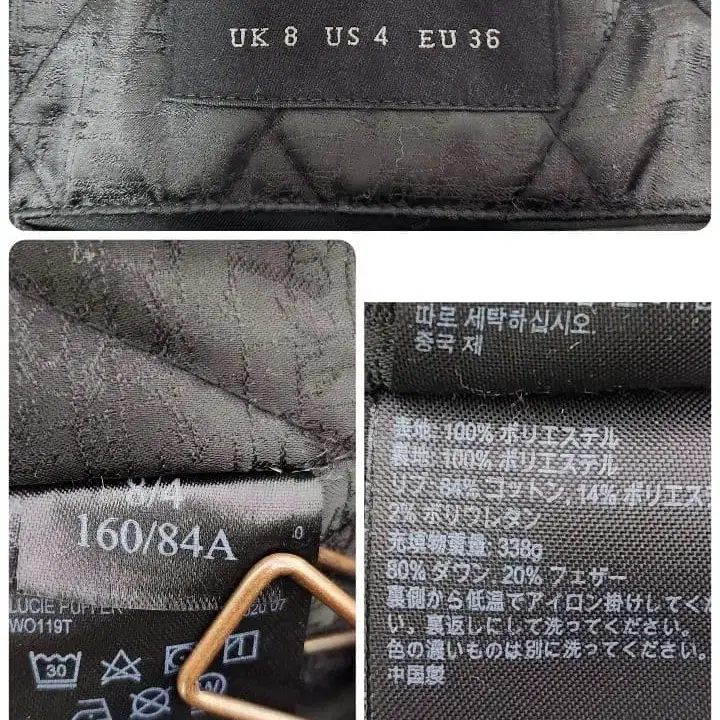 UK 8 US 4 EU 36
8/4
160/84A
0
LUCIE PUFFER
WO119T
2020 07
30
W
따로 세탁하십시오.
중국 제
表地: 100% ポリエステル
裏地: 100% ポリエステル
リブ: 84% コットン, 14% ポリエス
2% ポリウレタン
充填物重量: 338g
80% ダウン, 20% フェザー
裏側から低温でアイロン掛けしてくだ
い。裏返しにして洗ってください。
色の濃いものは別に洗ってください。
中国製